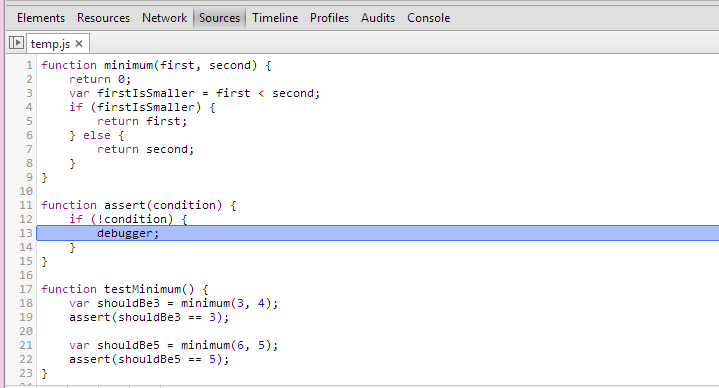 Elements Resources Network Sources Timeline Profiles Audits Console
temp.js ×
1 function minimum(first, second) {
2     return 0;
3     var firstIsSmaller = first < second;
4     if (firstIsSmaller) {
5         return first;
6     } else {
7         return second;
8     }
9 }
10
11 function assert(condition) {
12     if (!condition) {
13         debugger;
14     }
15 }
16
17 function testMinimum() {
18     var shouldBe3 = minimum(3, 4);
19     assert(shouldBe3 == 3);
20
21     var shouldBe5 = minimum(6, 5);
22     assert(shouldBe5 == 5);
23 }